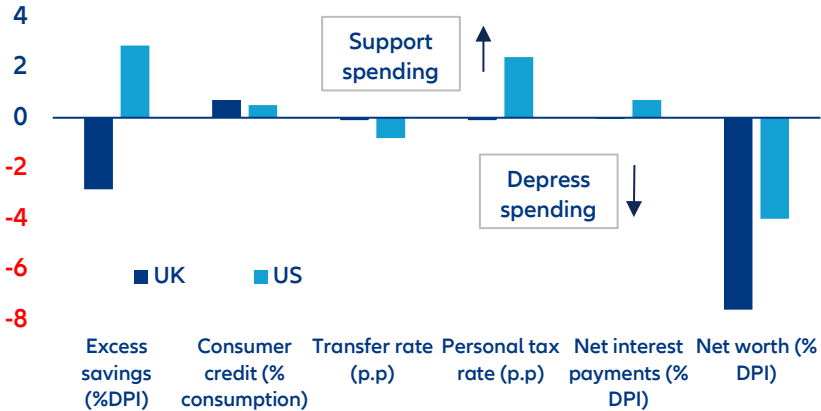 4
2
0
-2
-4
-6
-8
Support
spending
Depress
spending
UK
US
Excess
savings
(%DPI)
Consumer
credit (%
consumption)
Transfer rate
(p.p)
Personal tax
rate (p.p)
Net interest
payments (%
DPI)
Net worth (%
DPI)